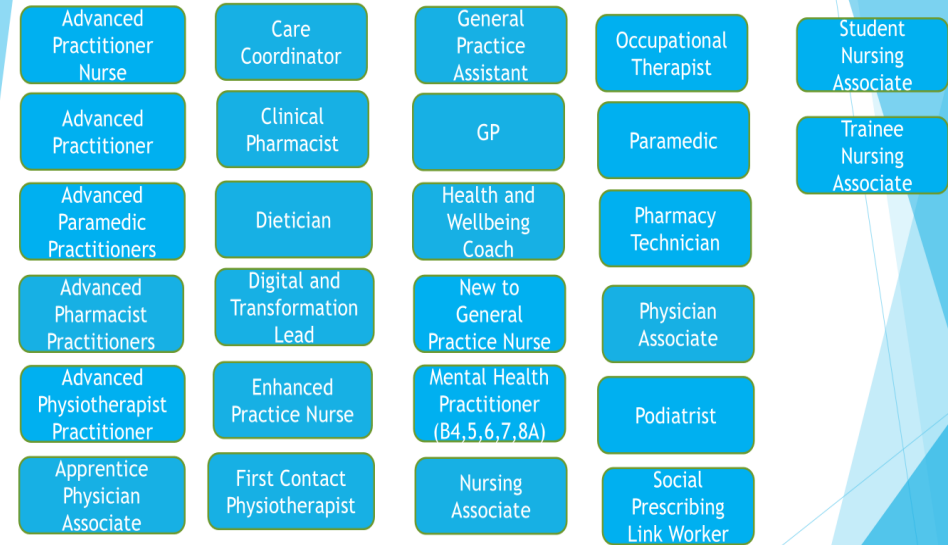 Advanced
Practitioner
Nurse
Advanced
Practitioner
Advanced
Paramedic
Practitioners
Advanced
Pharmacist
Practitioners
Advanced
Physiotherapist
Practitioner
Apprentice
Physician
Associate
Care
Coordinator
Clinical
Pharmacist
Dietician
Digital and
Transformation
Lead
Enhanced
Practice Nurse
First Contact
Physiotherapist
General
Practice
Assistant
GP
Health and
Wellbeing
Coach
New to
General
Practice Nurse
Mental Health
Practitioner
(B4,5,6,7,8A)
Nursing
Associate
Occupational
Therapist
Paramedic
Pharmacy
Technician
Physician
Associate
Podiatrist
Social
Prescribing
Link Worker
Student
Nursing
Associate
Trainee
Nursing
Associate